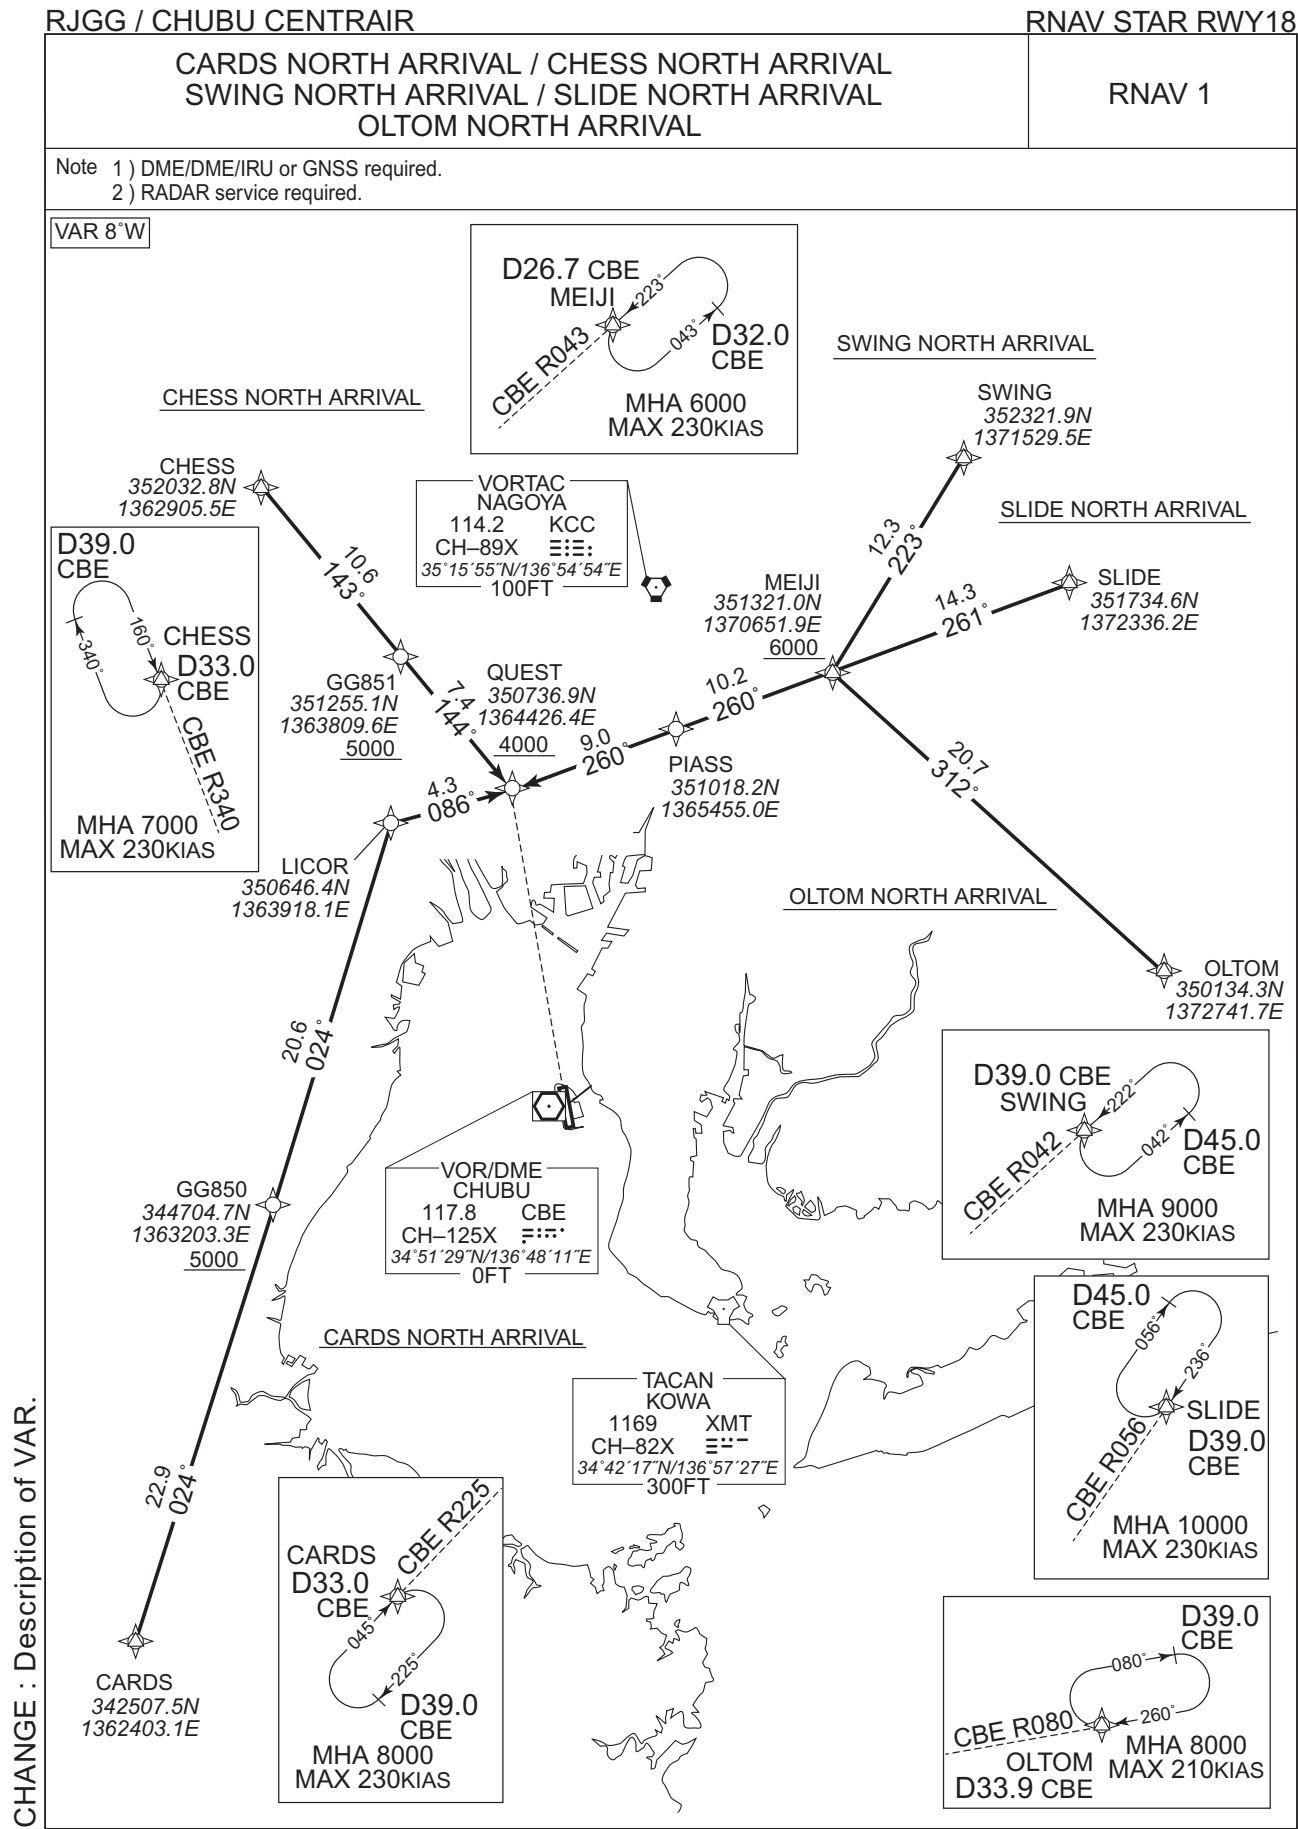 RJGG / CHUBU CENTRAIR
RNAV STAR RWY18
CARDS NORTH ARRIVAL / CHESS NORTH ARRIVAL
SWING NORTH ARRIVAL / SLIDE NORTH ARRIVAL
OLTOM NORTH ARRIVAL
RNAV 1
Note 1 ) DME/DME/IRU or GNSS required.
2 ) RADAR service required.
VAR 8˚W
D26.7 CBE
MEIJI
223˚
043˚
D32.0
CBE
CBE R043
MHA 6000
MAX 230KIAS
SWING NORTH ARRIVAL
SWING
352321.9N
1371529.5E
CHESS NORTH ARRIVAL
CHESS
352032.8N
1362905.5E
VORTAC
NAGOYA
114.2 KCC
CH–89X
35˚15´55˝N/136˚54´54˝E
100FT
SLIDE NORTH ARRIVAL
12.3
223˚
SLIDE
351734.6N
1372336.2E
14.3
261˚
MEIJI
351321.0N
1370651.9E
6000
D39.0
CBE
160˚
340˚
CHESS
D33.0
CBE
CBE R340
MHA 7000
MAX 230KIAS
10.6
143˚
GG851
351255.1N
1363809.6E
5000
7.4
144˚
QUEST
350736.9N
1364426.4E
4000
10.2
260˚
9.0
260˚
PIASS
351018.2N
1365455.0E
20.7
312˚
4.3
086˚
LICOR
350646.4N
1363918.1E
OLTOM NORTH ARRIVAL
OLTOM
350134.3N
1372741.7E
20.6
024˚
D39.0 CBE
SWING
222˚
042˚
D45.0
CBE
CBE R042
MHA 9000
MAX 230KIAS
GG850
344704.7N
1363203.3E
5000
VOR/DME
CHUBU
117.8 CBE
CH–125X
34˚51´29˝N/136˚48´11˝E
0FT
CARDS NORTH ARRIVAL
D45.0
CBE
056˚
236˚
SLIDE
D39.0
CBE
CBE R056
MHA 10000
MAX 230KIAS
TACAN
KOWA
1169 XMT
CH–82X
34˚42´17˝N/136˚57´27˝E
300FT
22.9
024˚
CARDS
342507.5N
1362403.1E
CBE R225
CARDS
D33.0
CBE
045˚
225˚
D39.0
CBE
MHA 8000
MAX 230KIAS
D39.0
CBE
080˚
260˚
CBE R080
OLTOM
D33.9 CBE
MHA 8000
MAX 210KIAS
CHANGE : Description of VAR.